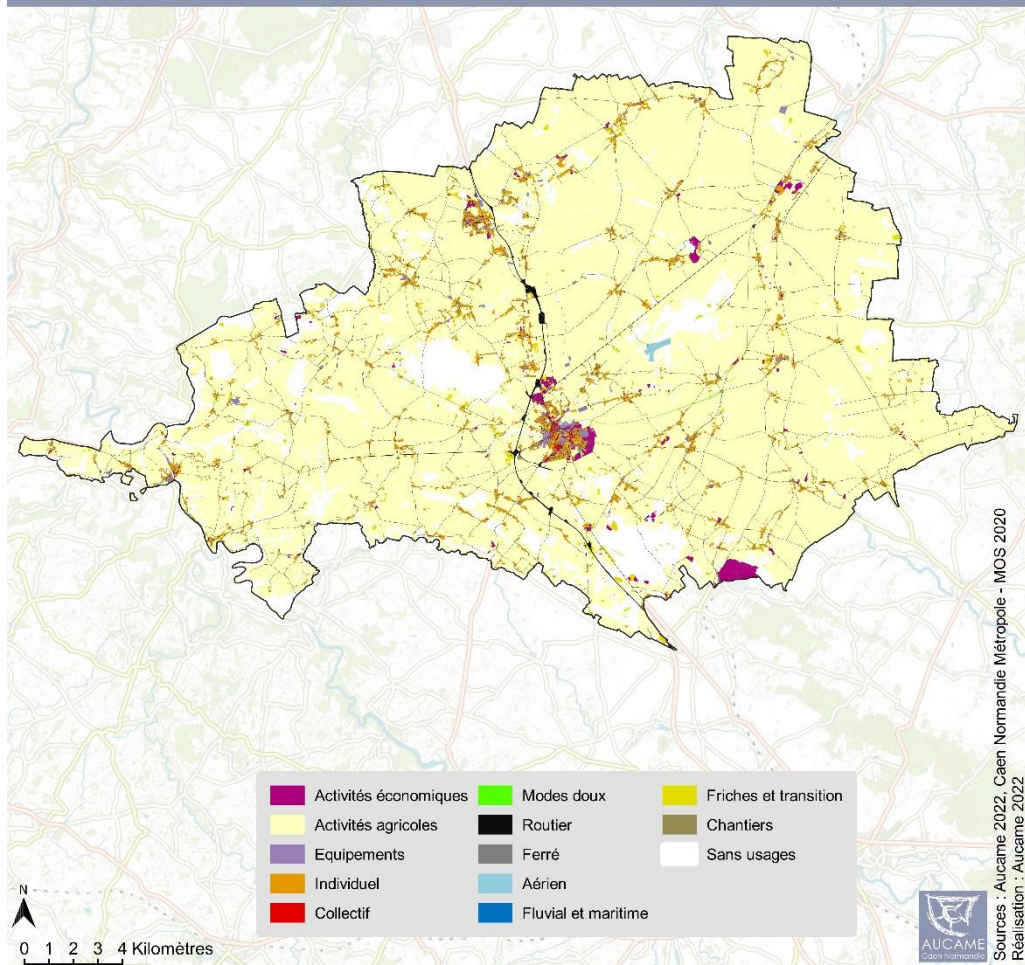 Activités économiques
Activités agricoles
Equipements
Individuel
Collectif
Modes doux
Routier
Ferré
Aérien
Fluvial et maritime
Friches et transition
Chantiers
Sans usages
N
0 1 2 3 4 Kilomètres
AUCAME
Caen Normandie
Sources : Aucame 2022, Caen Normandie Métropole - MOS 2020
Réalisation : Aucame 2022